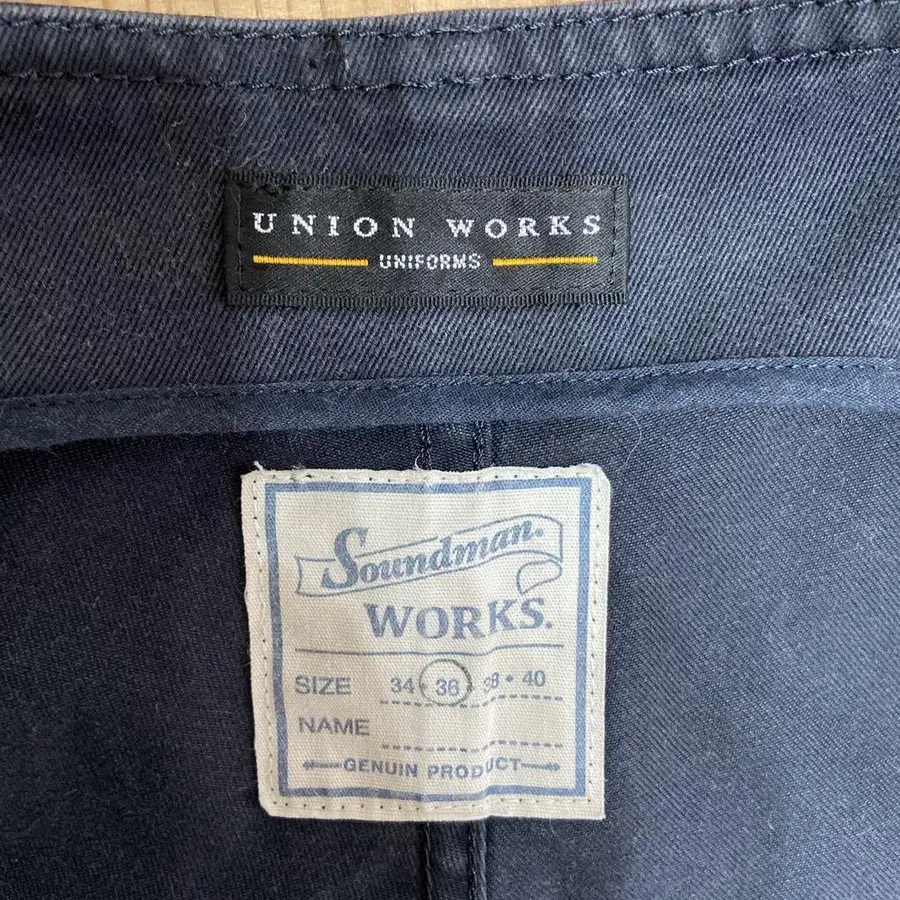 UNION WORKS
UNIFORMS
Soundman.
WORKS.
SIZE 34 • 36 • 38 • 40
NAME
GENUIN PRODUCT